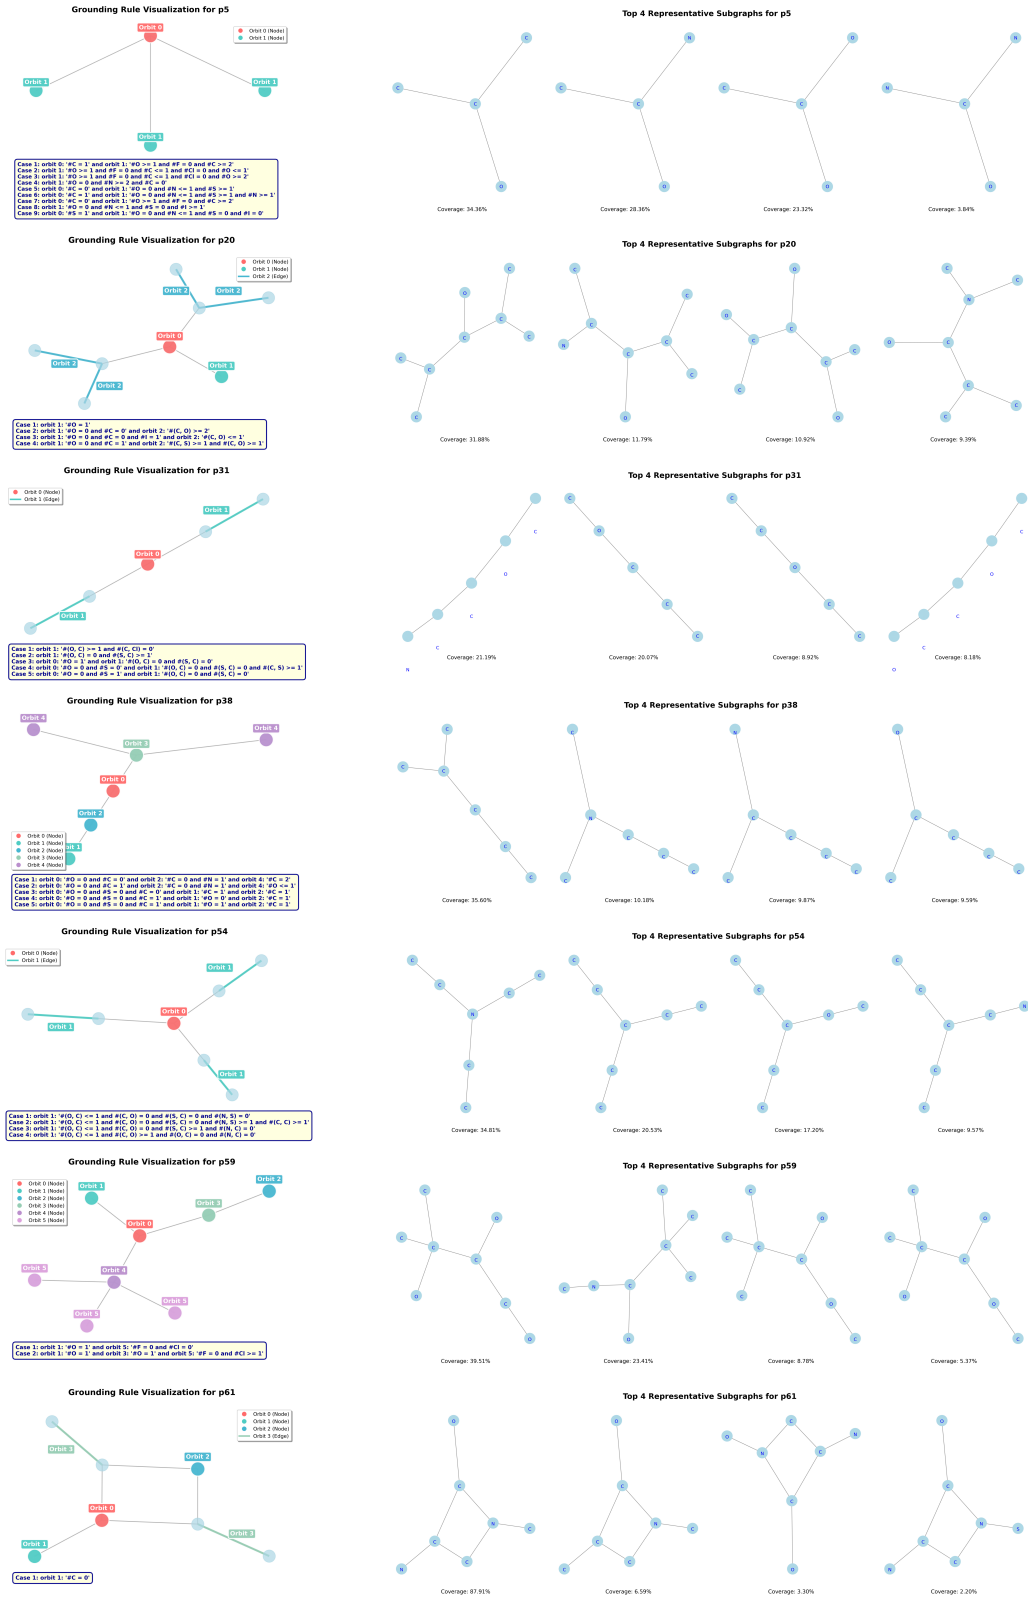 Grounding Rule Visualization for p5
Top 4 Representative Subgraphs for p5
Orbit 0
Orbit 0 (Node)
Orbit 1 (Node)
Orbit 1
Orbit 1
Orbit 1
C
C
C
O
Coverage: 34.36%
N
C
C
O
Coverage: 28.36%
O
C
C
O
Coverage: 23.32%
N
N
C
O
Coverage: 3.84%
Case 1: orbit 0: '#C = 1' and orbit 1: '#O >= 1 and #F = 0 and #C >= 2'
Case 2: orbit 1: '#O >= 1 and #F = 0 and #C <= 1 and #Cl = 0 and #O <= 1'
Case 3: orbit 1: '#O >= 1 and #F = 0 and #C <= 1 and #Cl = 0 and #O >= 2'
Case 4: orbit 1: '#O = 0 and #N >= 2 and #C = 0'
Case 5: orbit 0: '#C = 0' and orbit 1: '#O = 0 and #N <= 1 and #S >= 1'
Case 6: orbit 0: '#C = 1' and orbit 1: '#O = 0 and #N <= 1 and #S >= 1 and #N >= 1'
Case 7: orbit 0: '#C = 0' and orbit 1: '#O >= 1 and #F = 0 and #C >= 2'
Case 8: orbit 1: '#O = 0 and #N <= 1 and #S = 0 and #I >= 1'
Case 9: orbit 0: '#S = 1' and orbit 1: '#O = 0 and #N <= 1 and #S = 0 and #I = 0'
Grounding Rule Visualization for p20
Top 4 Representative Subgraphs for p20
Orbit 0 (Node)
Orbit 1 (Node)
Orbit 2 (Edge)
Orbit 2
Orbit 2
Orbit 0
Orbit 2
Orbit 1
Orbit 2
C
O
C
C
C
C
C
C
Coverage: 31.88%
C
C
C
C
N
C
C
O
Coverage: 11.79%
O
O
C
C
C
C
C
O
Coverage: 10.92%
C
C
N
O
C
C
C
C
Coverage: 9.39%
Case 1: orbit 1: '#O = 1'
Case 2: orbit 1: '#O = 0 and #C = 0' and orbit 2: '#(C, O) >= 2'
Case 3: orbit 1: '#O = 0 and #C = 0 and #I = 1' and orbit 2: '#(C, O) <= 1'
Case 4: orbit 1: '#O = 0 and #C = 1' and orbit 2: '#(C, S) >= 1 and #(C, O) >= 1'
Grounding Rule Visualization for p31
Top 4 Representative Subgraphs for p31
Orbit 0 (Node)
Orbit 1 (Edge)
Orbit 1
Orbit 0
Orbit 1
C
O
C
C
N
Coverage: 21.19%
C
O
C
C
C
Coverage: 20.07%
C
C
O
C
C
Coverage: 8.92%
C
O
C
C
O
Coverage: 8.18%
Case 1: orbit 1: '#(O, C) >= 1 and #(C, Cl) = 0'
Case 2: orbit 1: '#(O, C) = 0 and #(S, C) >= 1'
Case 3: orbit 0: '#O = 1' and orbit 1: '#(O, C) = 0 and #(S, C) = 0'
Case 4: orbit 0: '#O = 0 and #S = 0' and orbit 1: '#(O, C) = 0 and #(S, C) = 0 and #(C, S) >= 1'
Case 5: orbit 0: '#O = 0 and #S = 1' and orbit 1: '#(O, C) = 0 and #(S, C) = 0'
Grounding Rule Visualization for p38
Top 4 Representative Subgraphs for p38
Orbit 4
Orbit 4
Orbit 3
Orbit 0
Orbit 2
Orbit 0 (Node)
Orbit 1 (Node)
Orbit 2 (Node)
Orbit 3 (Node)
Orbit 4 (Node)
bit 1
C
C
C
C
C
C
Coverage: 35.60%
C
N
C
C
C
C
Coverage: 10.18%
N
C
C
C
C
C
Coverage: 9.87%
O
C
C
C
C
C
Coverage: 9.59%
Case 1: orbit 0: '#O = 0 and #C = 0' and orbit 2: '#C = 0 and #N = 1' and orbit 4: '#C = 2'
Case 2: orbit 0: '#O = 0 and #C = 1' and orbit 2: '#C = 0 and #N = 1' and orbit 4: '#O <= 1'
Case 3: orbit 0: '#O = 0 and #S = 0 and #C = 0' and orbit 1: '#C = 1' and orbit 2: '#C = 1'
Case 4: orbit 0: '#O = 0 and #S = 0 and #C = 1' and orbit 1: '#O = 0' and orbit 2: '#C = 1'
Case 5: orbit 0: '#O = 0 and #S = 0 and #C = 1' and orbit 1: '#O = 1' and orbit 2: '#C = 1'
Grounding Rule Visualization for p54
Top 4 Representative Subgraphs for p54
Orbit 0 (Node)
Orbit 1 (Edge)
Orbit 1
Orbit 0
Orbit 1
Orbit 1
C
C
C
C
N
C
C
Coverage: 34.81%
C
C
C
C
C
C
C
Coverage: 20.53%
C
C
C
O
C
C
C
Coverage: 17.20%
C
C
N
C
C
C
C
Coverage: 9.57%
Case 1: orbit 1: '#(O, C) <= 1 and #(C, O) = 0 and #(S, C) = 0 and #(N, S) = 0'
Case 2: orbit 1: '#(O, C) <= 1 and #(C, O) = 0 and #(S, C) = 0 and #(N, S) >= 1 and #(C, C) >= 1'
Case 3: orbit 1: '#(O, C) <= 1 and #(C, O) = 0 and #(S, C) >= 1 and #(N, C) = 0'
Case 4: orbit 1: '#(O, C) <= 1 and #(C, O) >= 1 and #(O, C) = 0 and #(N, C) = 0'
Grounding Rule Visualization for p59
Top 4 Representative Subgraphs for p59
Orbit 0 (Node)
Orbit 1 (Node)
Orbit 2 (Node)
Orbit 3 (Node)
Orbit 4 (Node)
Orbit 5 (Node)
Orbit 1
Orbit 2
Orbit 3
Orbit 0
Orbit 4
Orbit 5
Orbit 5
Orbit 5
C
O
C
C
C
O
C
O
Coverage: 39.51%
C
C
C
C
C
N
C
O
Coverage: 23.41%
C
O
C
C
C
C
O
C
Coverage: 8.78%
C
O
C
C
C
O
O
C
Coverage: 5.37%
Case 1: orbit 1: '#O = 1' and orbit 5: '#F = 0 and #Cl = 0'
Case 2: orbit 1: '#O = 1' and orbit 3: '#O = 1' and orbit 5: '#F = 0 and #Cl >= 1'
Grounding Rule Visualization for p61
Top 4 Representative Subgraphs for p61
Orbit 0 (Node)
Orbit 1 (Node)
Orbit 2 (Node)
Orbit 3 (Edge)
Orbit 3
Orbit 2
Orbit 0
Orbit 3
Orbit 1
O
C
N
C
C
C
N
Coverage: 87.91%
O
C
N
C
C
C
C
Coverage: 6.59%
C
O
N
N
C
C
O
Coverage: 3.30%
O
C
N
S
C
C
N
Coverage: 2.20%
Case 1: orbit 1: '#C = 0'